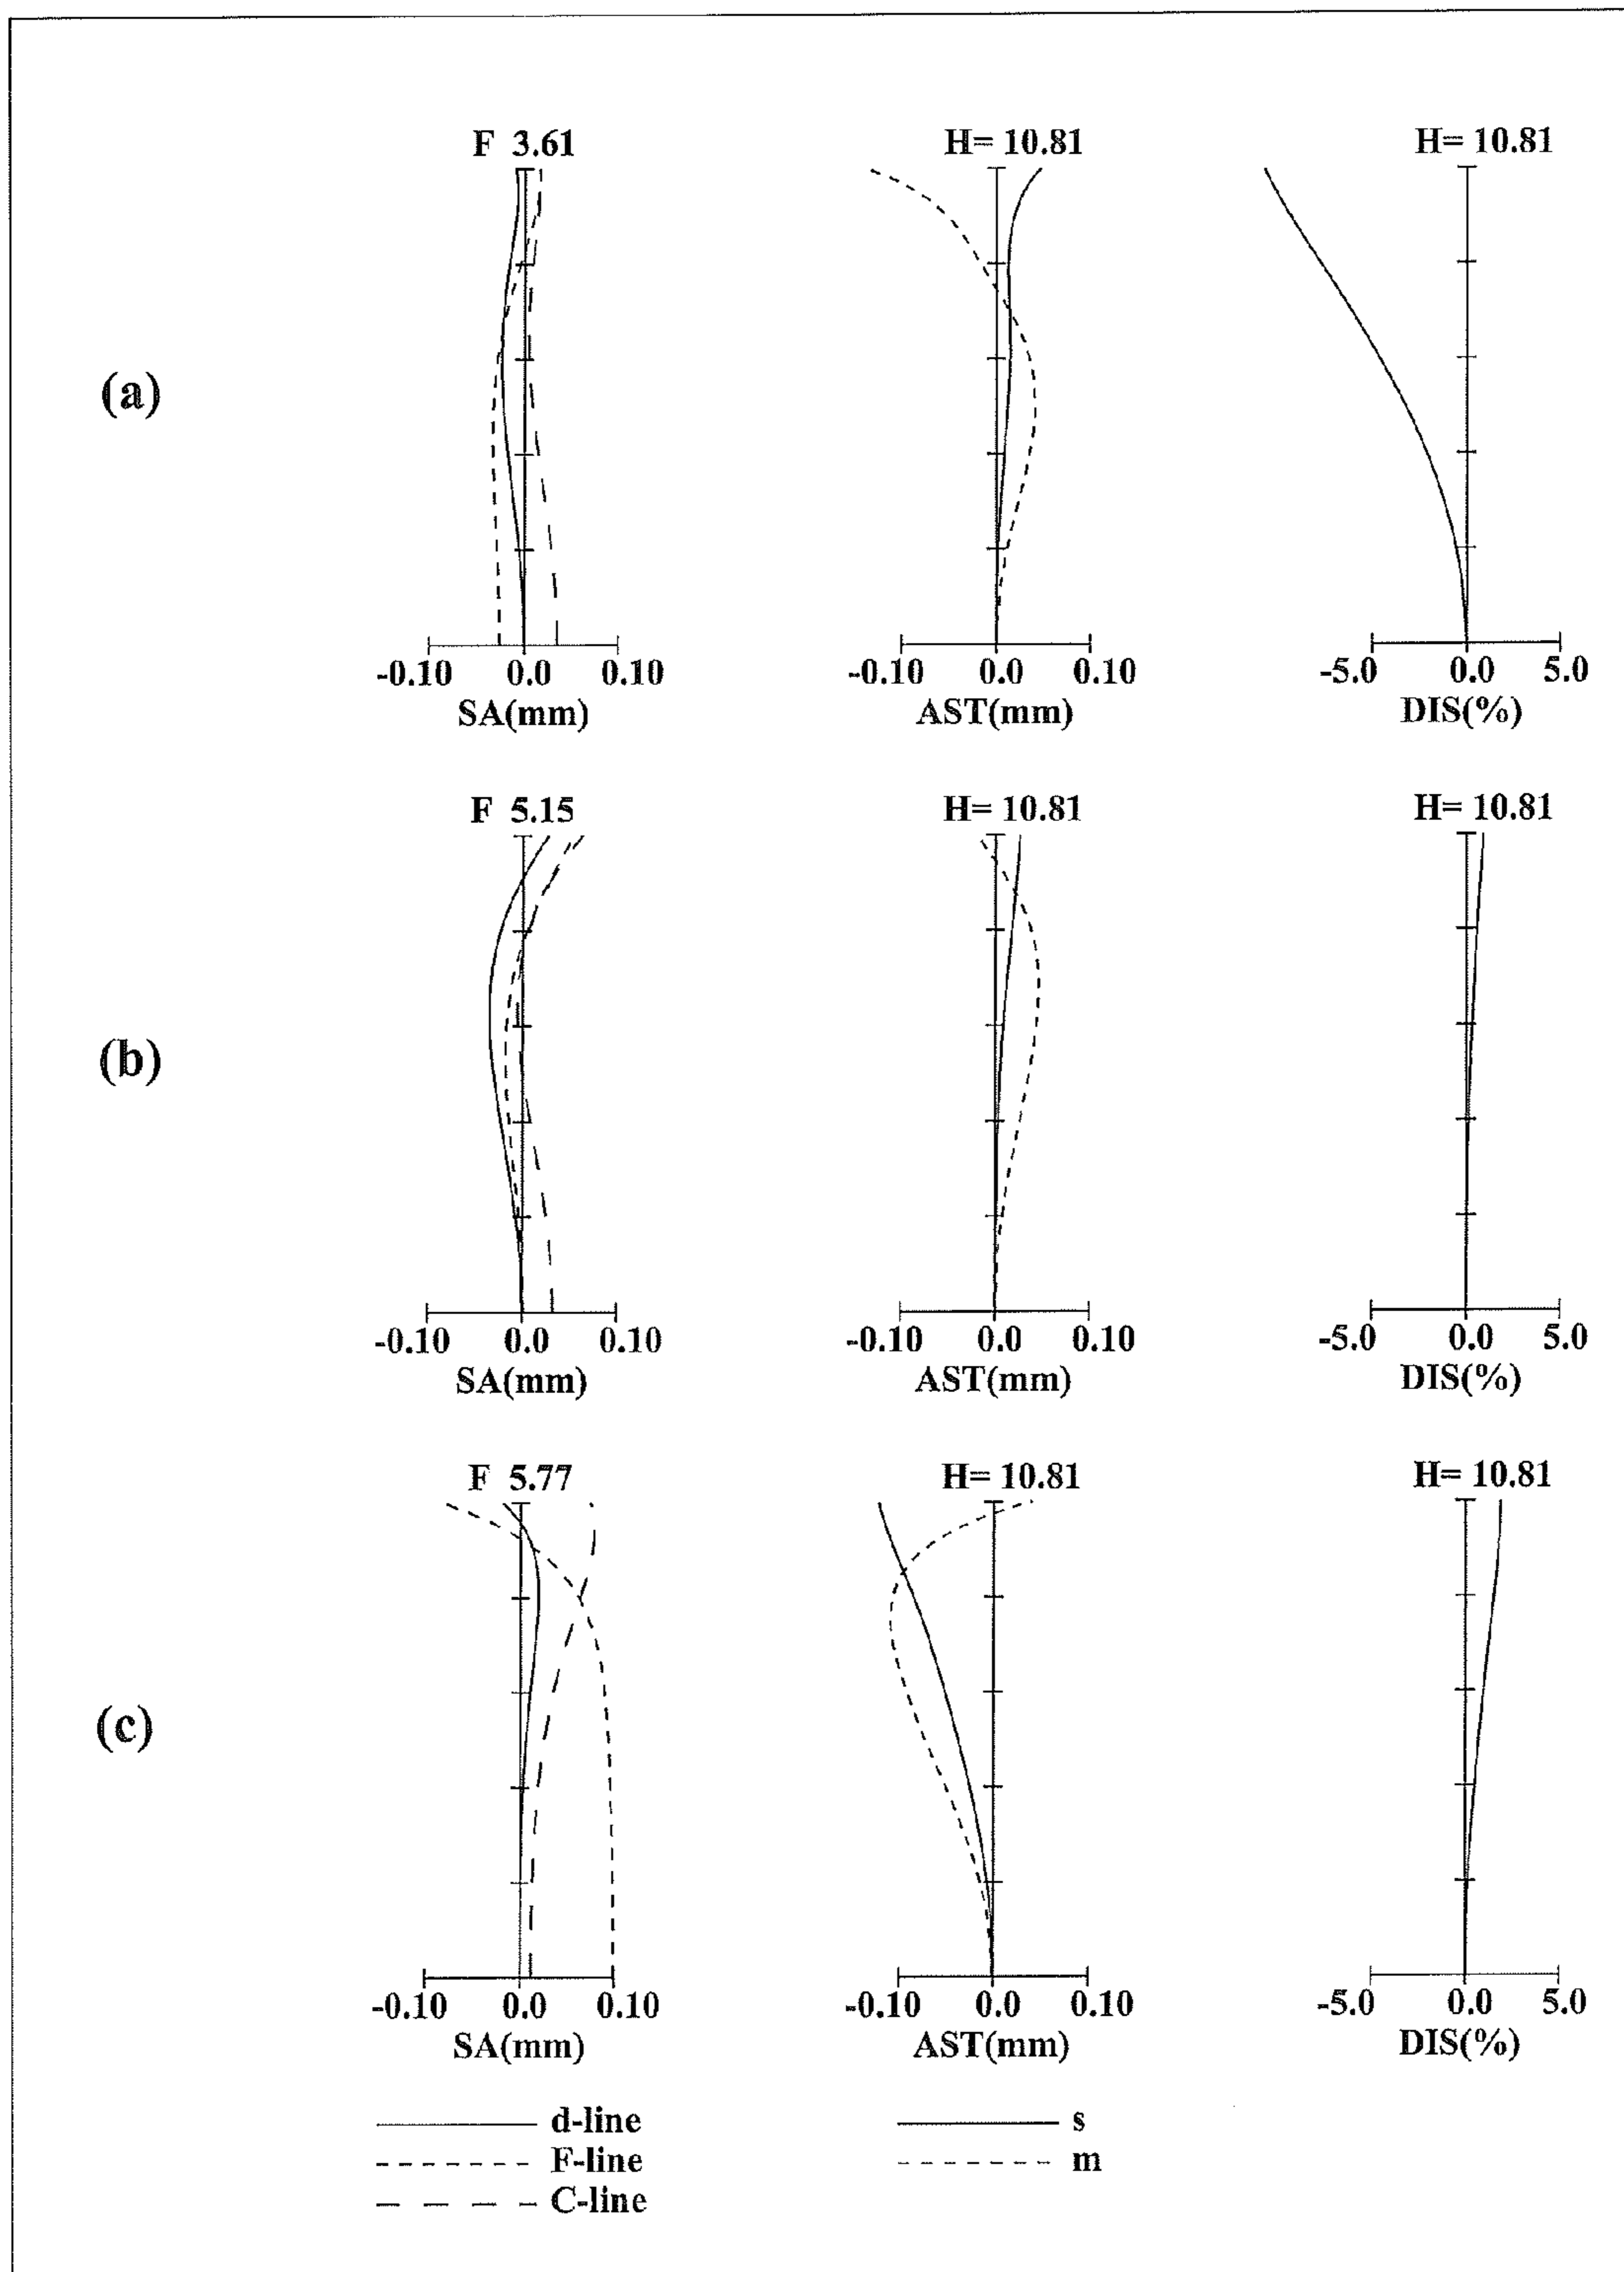 F 3.61
H= 10.81
H= 10.81
(a)
-0.10 0.0 0.10
SA(mm)
-0.10 0.0 0.10
AST(mm)
-5.0 0.0 5.0
DIS(%)
F 5.15
H= 10.81
H= 10.81
(b)
-0.10 0.0 0.10
SA(mm)
-0.10 0.0 0.10
AST(mm)
-5.0 0.0 5.0
DIS(%)
F 5.77
H= 10.81
H= 10.81
(c)
-0.10 0.0 0.10
SA(mm)
-0.10 0.0 0.10
AST(mm)
-5.0 0.0 5.0
DIS(%)
d-line
F-line
C-line
s
m